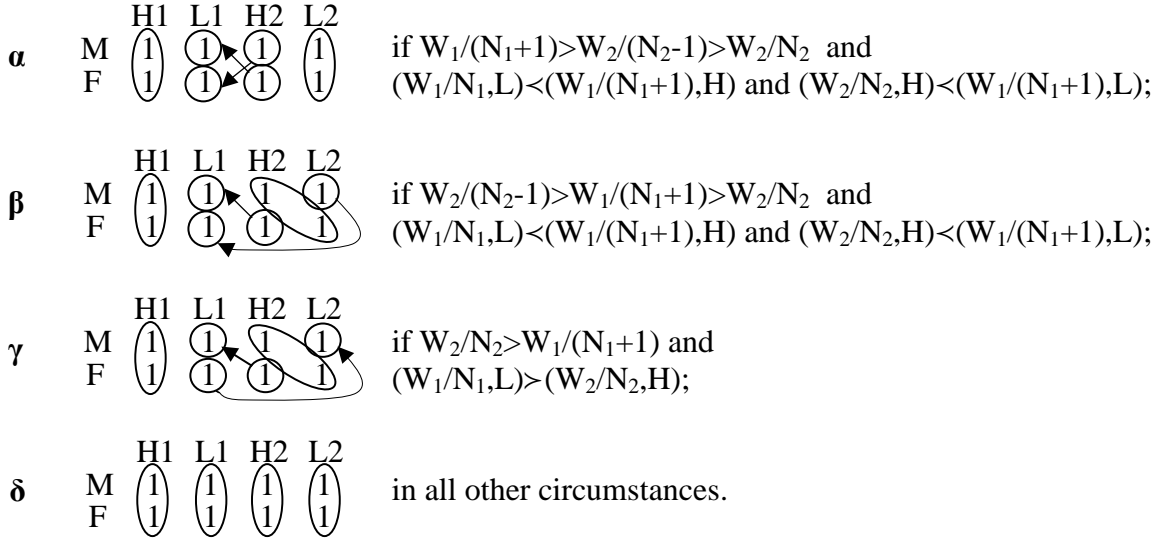 H1 L1 H2 L2
α M 1 1 1 1 if W₁/(N₁+1)>W₂/(N₂-1)>W₂/N₂ and
F 1 1 1 1 (W₁/N₁,L)≺(W₁/(N₁+1),H) and (W₂/N₂,H)≺(W₁/(N₁+1),L);
H1 L1 H2 L2
β M 1 1 1 1 if W₂/(N₂-1)>W₁/(N₁+1)>W₂/N₂ and
F 1 1 1 1 (W₁/N₁,L)≺(W₁/(N₁+1),H) and (W₂/N₂,H)≺(W₁/(N₁+1),L);
H1 L1 H2 L2
γ M 1 1 1 1 if W₂/N₂>W₁/(N₁+1) and
F 1 1 1 1 (W₁/N₁,L)≻(W₂/N₂,H);
H1 L1 H2 L2
δ M 1 1 1 1 in all other circumstances.
F 1 1 1 1